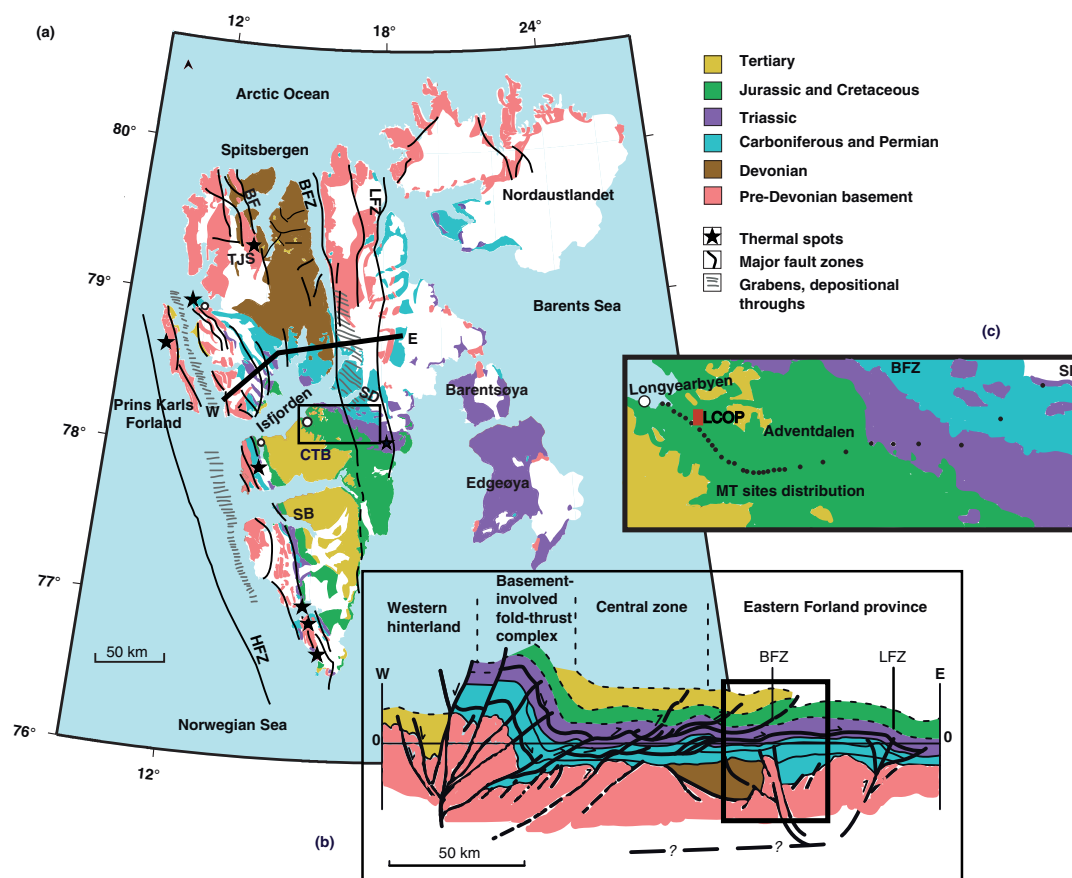 (a)
12°
18°
24°
Arctic Ocean
80°
Spitsbergen
BF
BFZ
LFZ
Nordaustlandet
TJS
79°
Barents Sea
E
W
Prins Karls
Forland
Isfjorden
SD
Barentsøya
78°
CTB
Edgeøya
SB
77°
HFZ
50 km
Norwegian Sea
76°
12°
Tertiary
Jurassic and Cretaceous
Triassic
Carboniferous and Permian
Devonian
Pre-Devonian basement
Thermal spots
Major fault zones
Grabens, depositional
throughs
(c)
BFZ
Longyearbyen
LCOP
Adventdalen
MT sites distribution
Western
hinterland
Basement-
involved
fold-thrust
complex
Central zone
Eastern Forland province
W
BFZ
LFZ
E
0
0
(b)
50 km
?
?